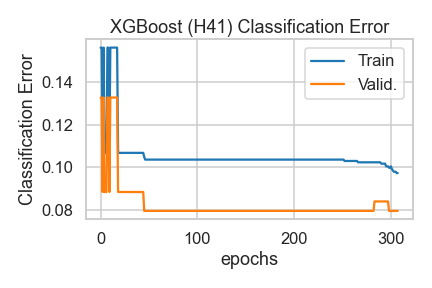 XGBoost (H41) Classification Error
Train
Valid.
Classification Error
0.14
0.12
0.10
0.08
0
100
200
300
epochs